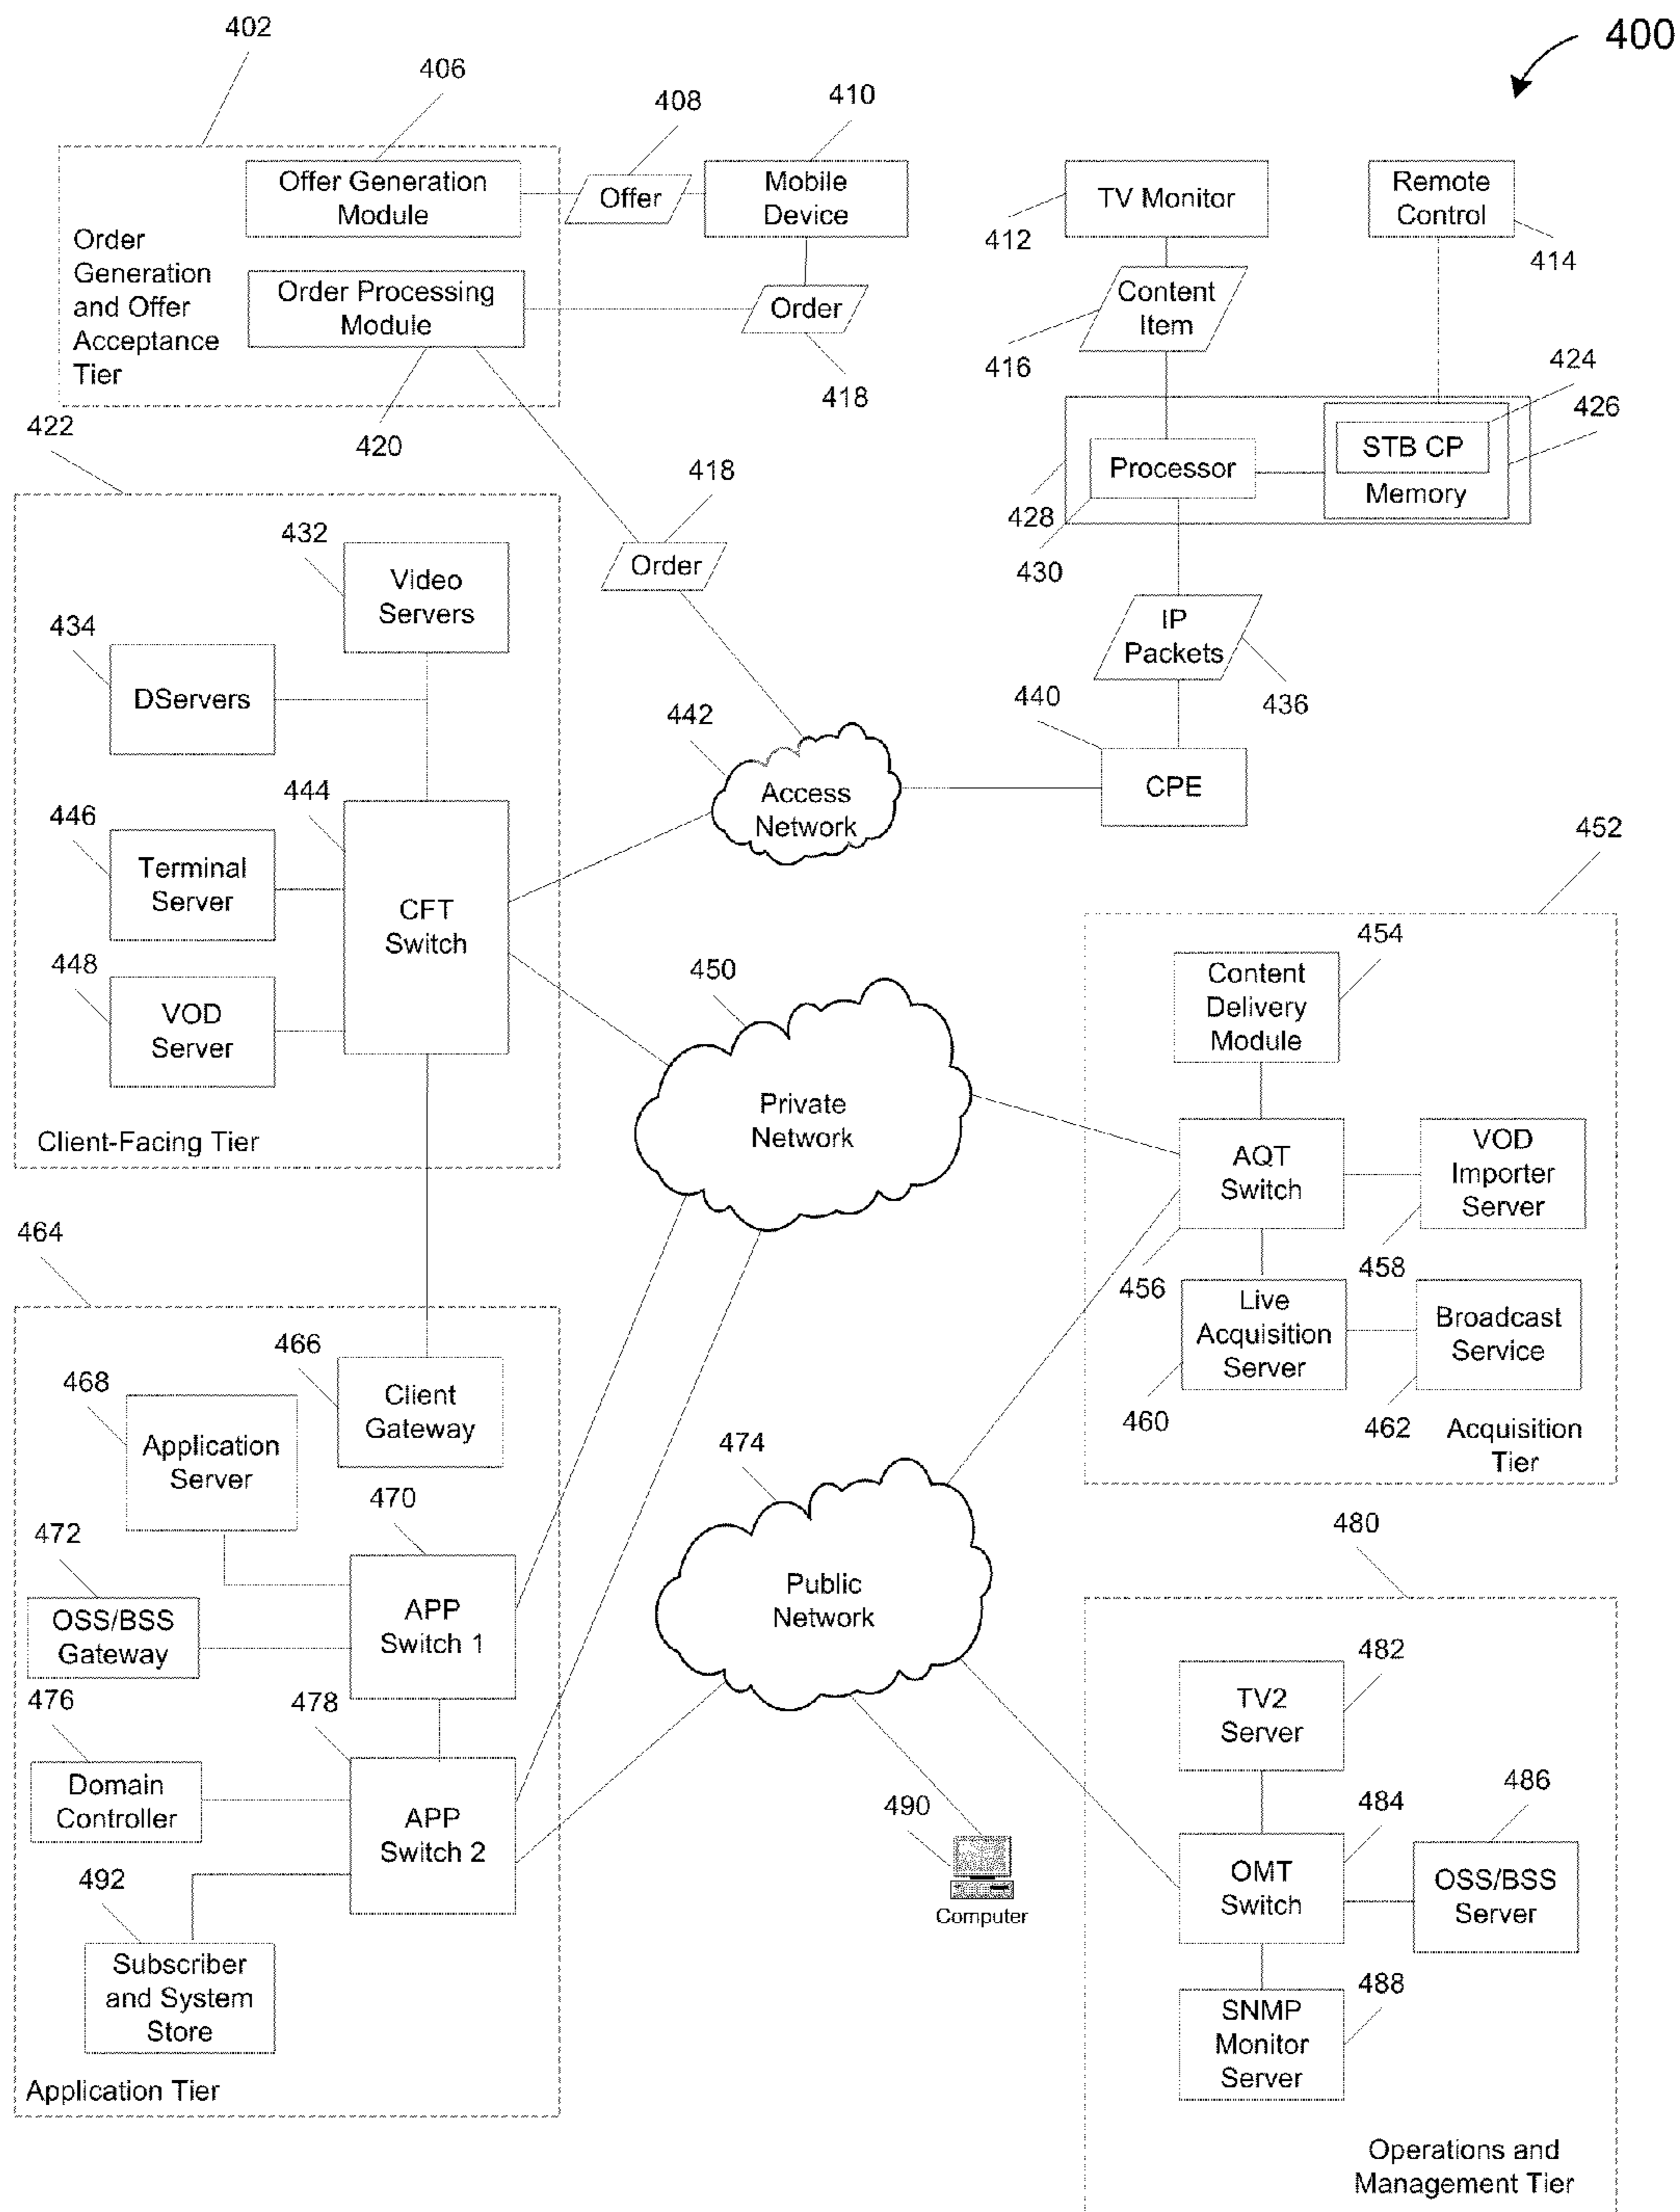 400
402
406
408
410
Offer Generation
Module
Offer
Mobile
Device
TV Monitor
412
Remote
Control
414
Order
Generation
and Offer
Acceptance
Tier
Order Processing
Module
Order
418
420
Content
Item
416
424
426
STB CP
Memory
Processor
428
430
422
418
Order
432
Video
Servers
434
DServers
IP
Packets
436
440
CPE
442
Access
Network
444
446
Terminal
Server
CFT
Switch
448
VOD
Server
Client-Facing Tier
450
Private
Network
452
454
Content
Delivery
Module
AQT
Switch
456
VOD
Importer
Server
458
Live
Acquisition
Server
460
Broadcast
Service
462
Acquisition
Tier
464
466
Client
Gateway
468
Application
Server
470
472
OSS/BSS
Gateway
APP
Switch 1
474
Public
Network
476
478
Domain
Controller
APP
Switch 2
492
Subscriber
and System
Store
Application Tier
490
Computer
480
482
TV2
Server
484
486
OMT
Switch
OSS/BSS
Server
488
SNMP
Monitor
Server
Operations and
Management Tier